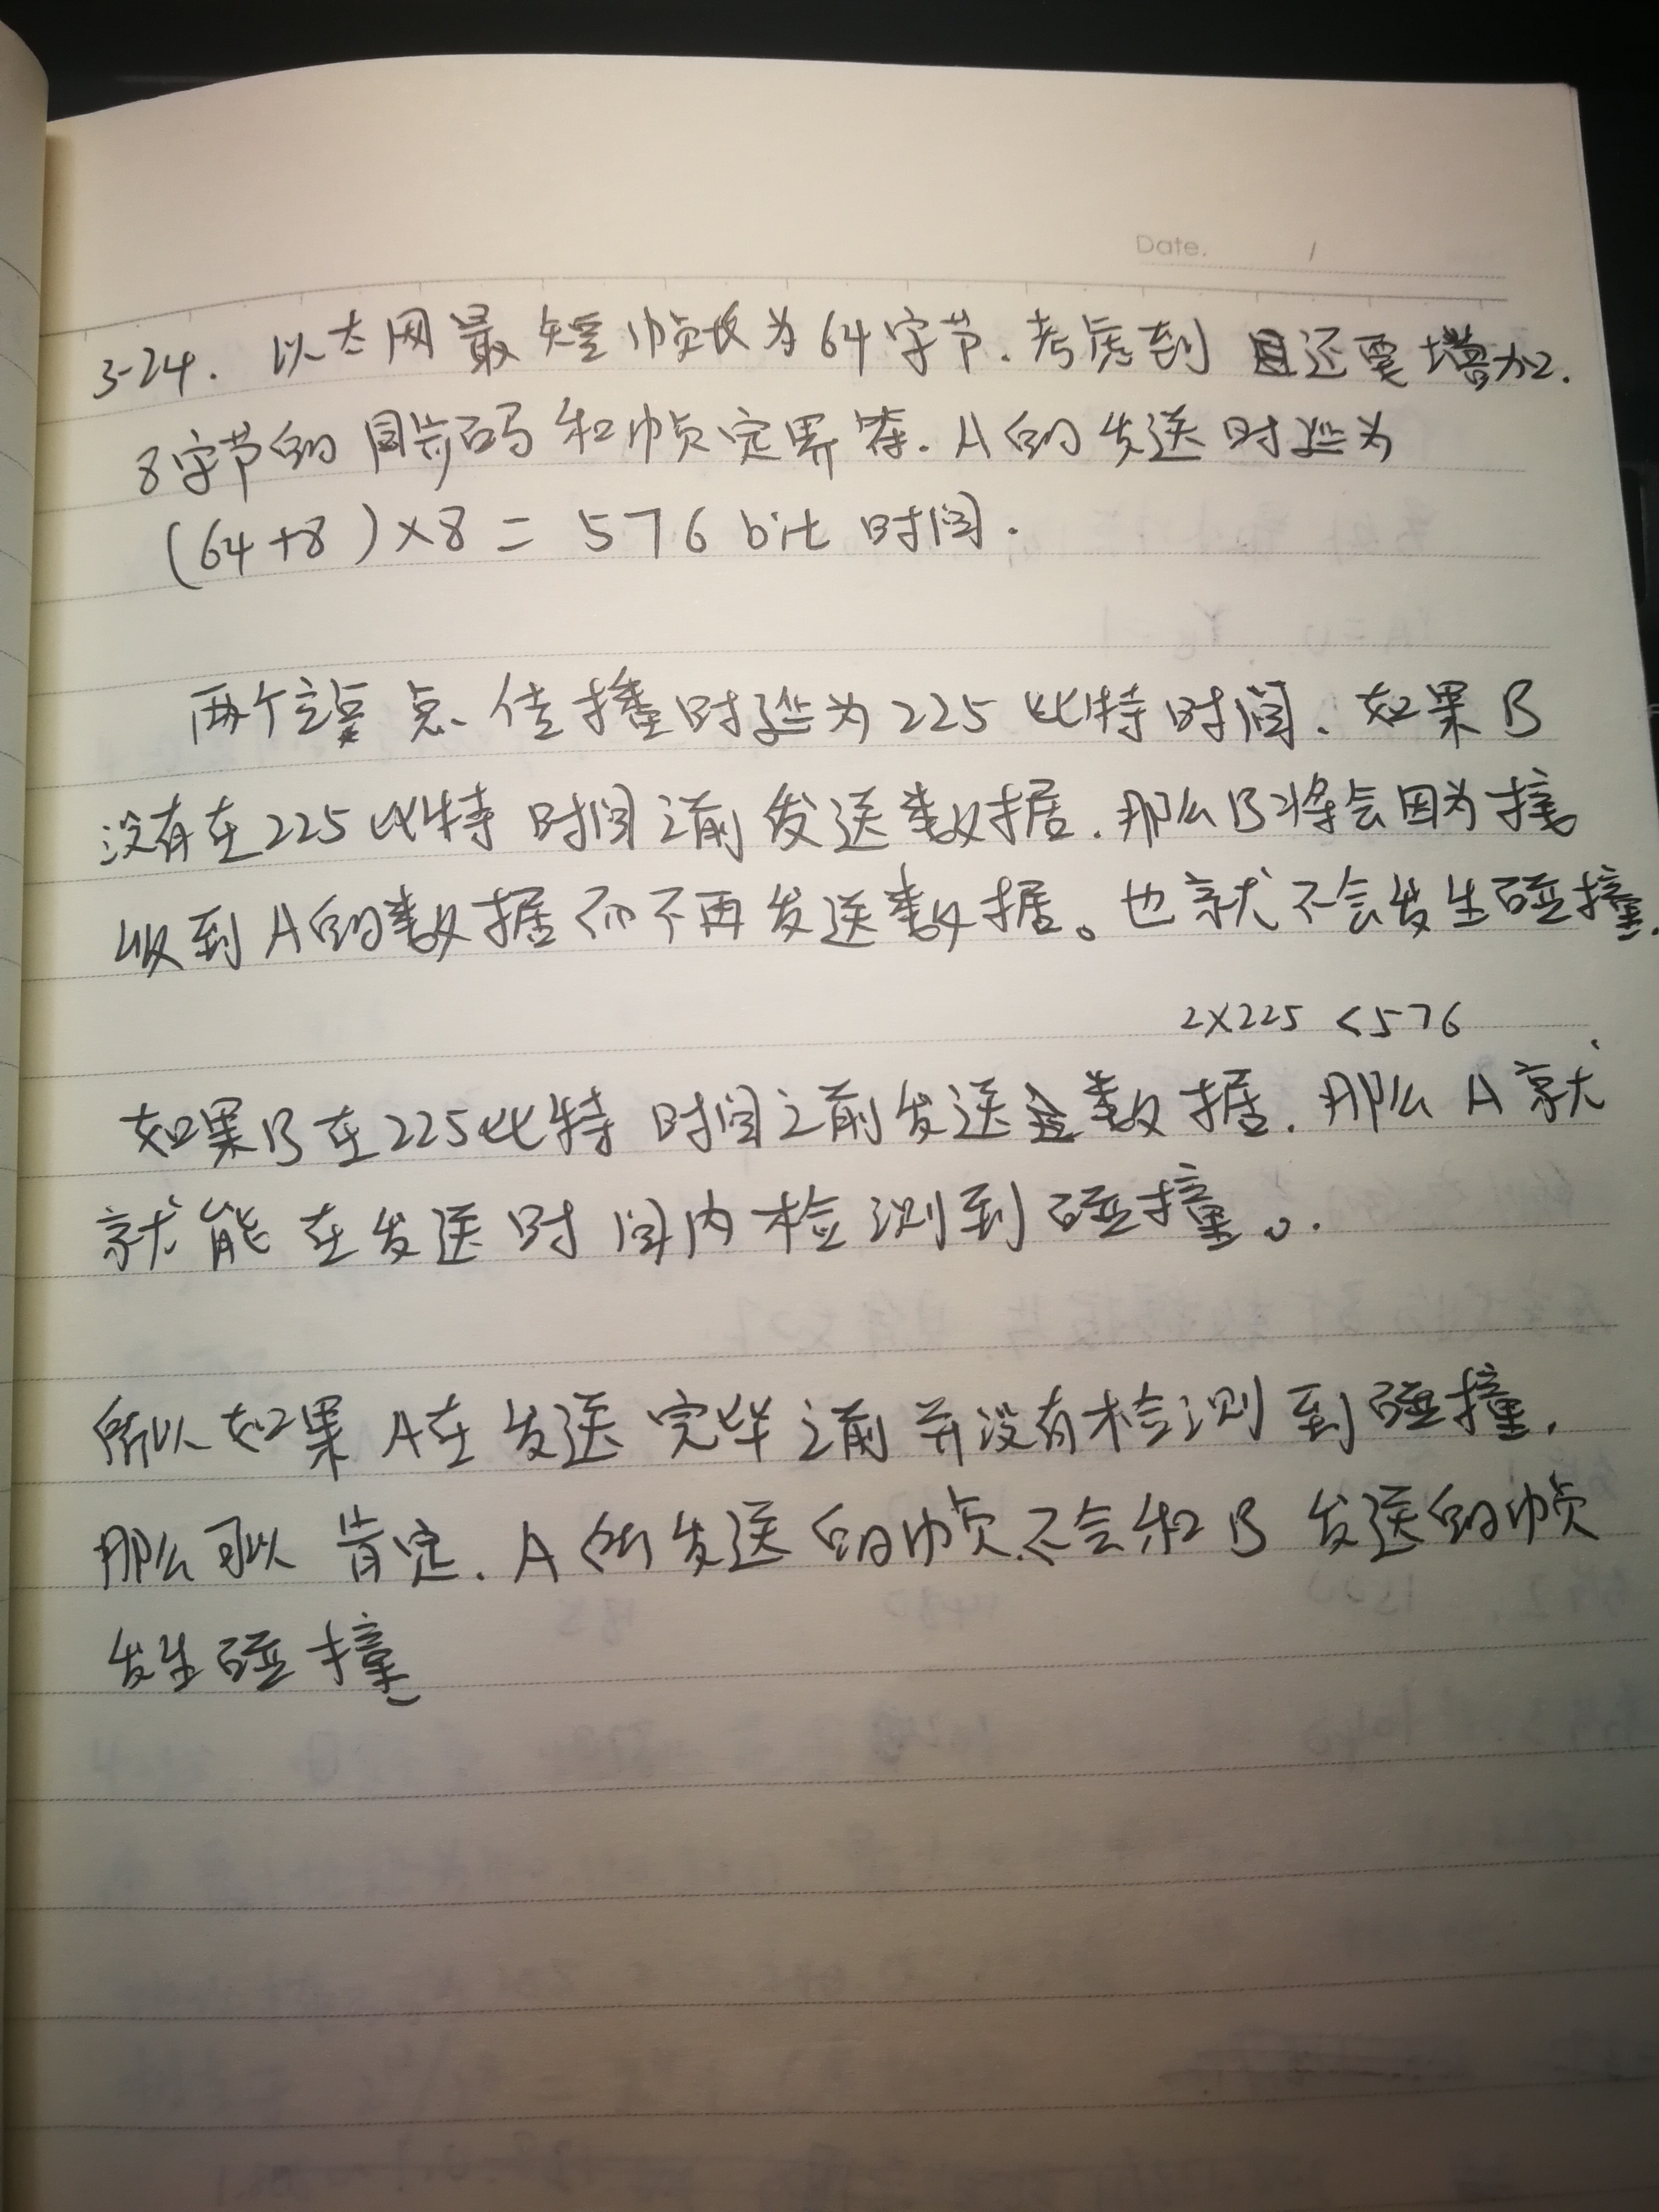 Date. /
3-24. 以太网最短帧长为64字节.考虑到 且还要增加.
8字节的同步码和帧定界符.A的发送时延为
(64+8)×8 = 576 bit 时间.
两个站点、传播时延为225比特时间.如果B
没有在225比特时间之前发送数据.那么B将会因为接
收到A的数据而不再发送数据。也就不会发生碰撞.
2×225 <576
如果B在225比特时间之前发送数据.那么A就
就能在发送时间内检测到碰撞。.
所以如果A在发送完毕之前并没有检测到碰撞.
那么可以肯定.A所发送的帧不会和B发送的帧
发生碰撞